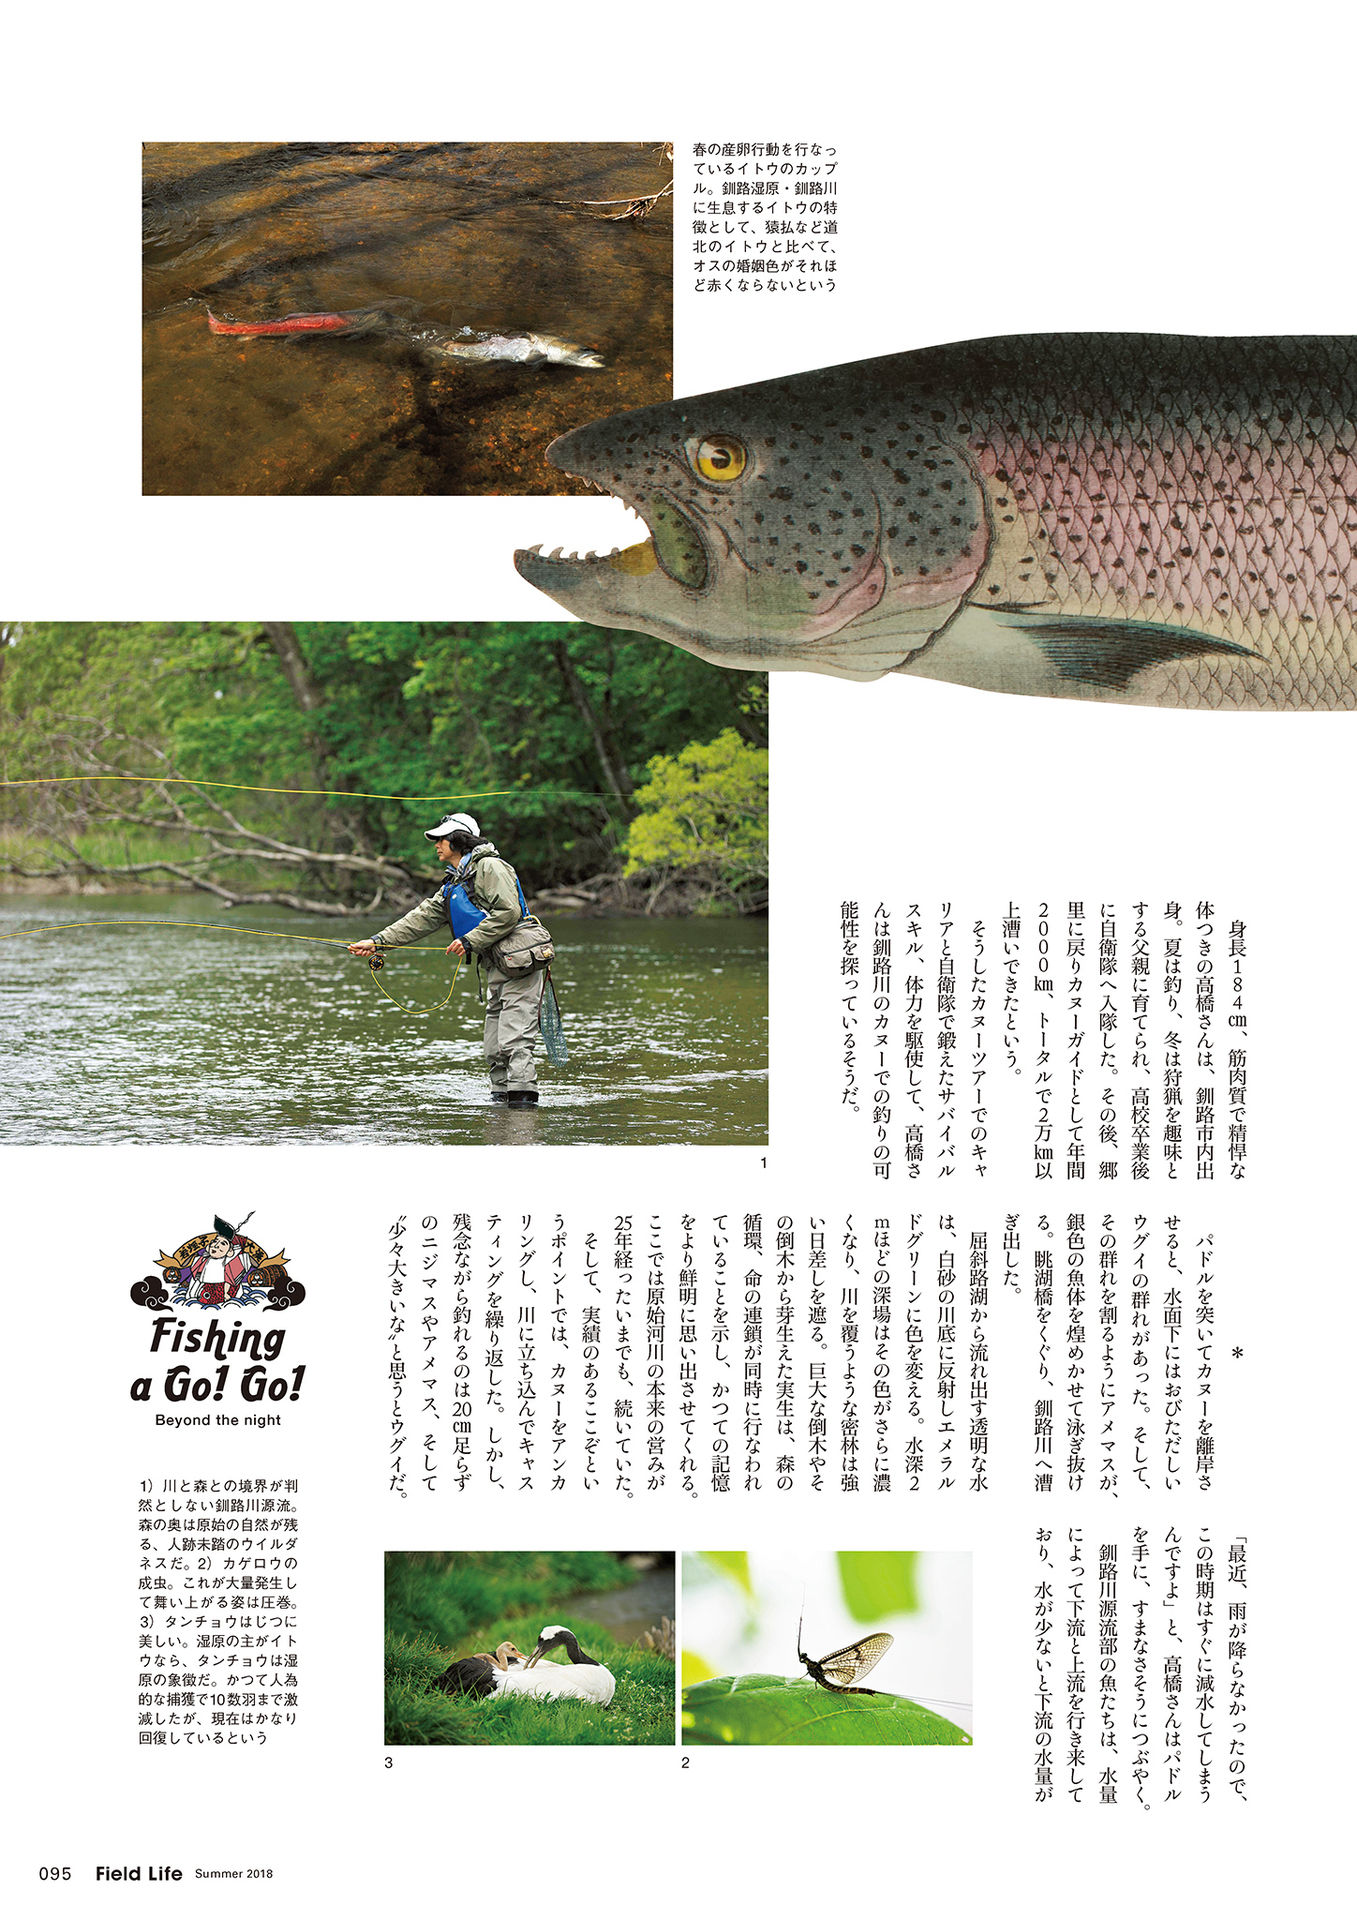 春の産卵行動を行なっ
ているイトウのカップ
ル。釧路湿原・釧路川
に生息するイトウの特
徴として、猿払など道
北のイトウと比べて、
オスの婚姻色がそれほ
ど赤くならないという
身長184㎝、筋肉質で精悍な
体つきの高橋さんは、釧路市内出
身。夏は釣り、冬は狩猟を趣味と
する父親に育てられ、高校卒業後
に自衛隊へ入隊した。その後、郷
里に戻りカヌーガイドとして年間
2000㎞、トータルで2万㎞以
上漕いできたという。
そうしたカヌーツアーでのキャ
リアと自衛隊で鍛えたサバイバル
スキル、体力を駆使して、高橋さ
んは釧路川のカヌーでの釣りの可
能性を探っているそうだ。
1
＊
パドルを突いてカヌーを離岸さ
せると、水面下にはおびただしい
ウグイの群れがあった。そして、
その群れを割るようにアメマスが、
銀色の魚体を煌めかせて泳ぎ抜け
る。眺湖橋をくぐり、釧路川へ漕
ぎ出した。
屈斜路湖から流れ出す透明な水
は、白砂の川底に反射しエメラル
ドグリーンに色を変える。水深2
mほどの深場はその色がさらに濃
くなり、川を覆うような密林は強
い日差しを遮る。巨大な倒木やそ
の倒木から芽生えた実生は、森の
循環、命の連鎖が同時に行なわれ
ていることを示し、かつての記憶
をより鮮明に思い出させてくれる。
ここでは原始河川の本来の営みが
25年経ったいまでも、続いていた。
そして、実績のあるここぞとい
うポイントでは、カヌーをアンカ
リングし、川に立ち込んでキャス
ティングを繰り返した。しかし、
残念ながら釣れるのは20㎝足らず
のニジマスやアメマス、そして
〝少々大きいな〟と思うとウグイだ。
「最近、雨が降らなかったので、
この時期はすぐに減水してしまう
んですよ」と、高橋さんはパドル
を手に、すまなさそうにつぶやく。
釧路川源流部の魚たちは、水量
によって下流と上流を行き来して
おり、水が少ないと下流の水量が
Fishing
a Go! Go!
Beyond the night
1）川と森との境界が判
然としない釧路川源流。
森の奥は原始の自然が残
る、人跡未踏のウイルダ
ネスだ。2）カゲロウの
成虫。これが大量発生し
て舞い上がる姿は圧巻。
3）タンチョウはじつに
美しい。湿原の主がイト
ウなら、タンチョウは湿
原の象徴だ。かつて人為
的な捕獲で10数羽まで激
減したが、現在はかなり
回復しているという
3
2
095 Field Life Summer 2018